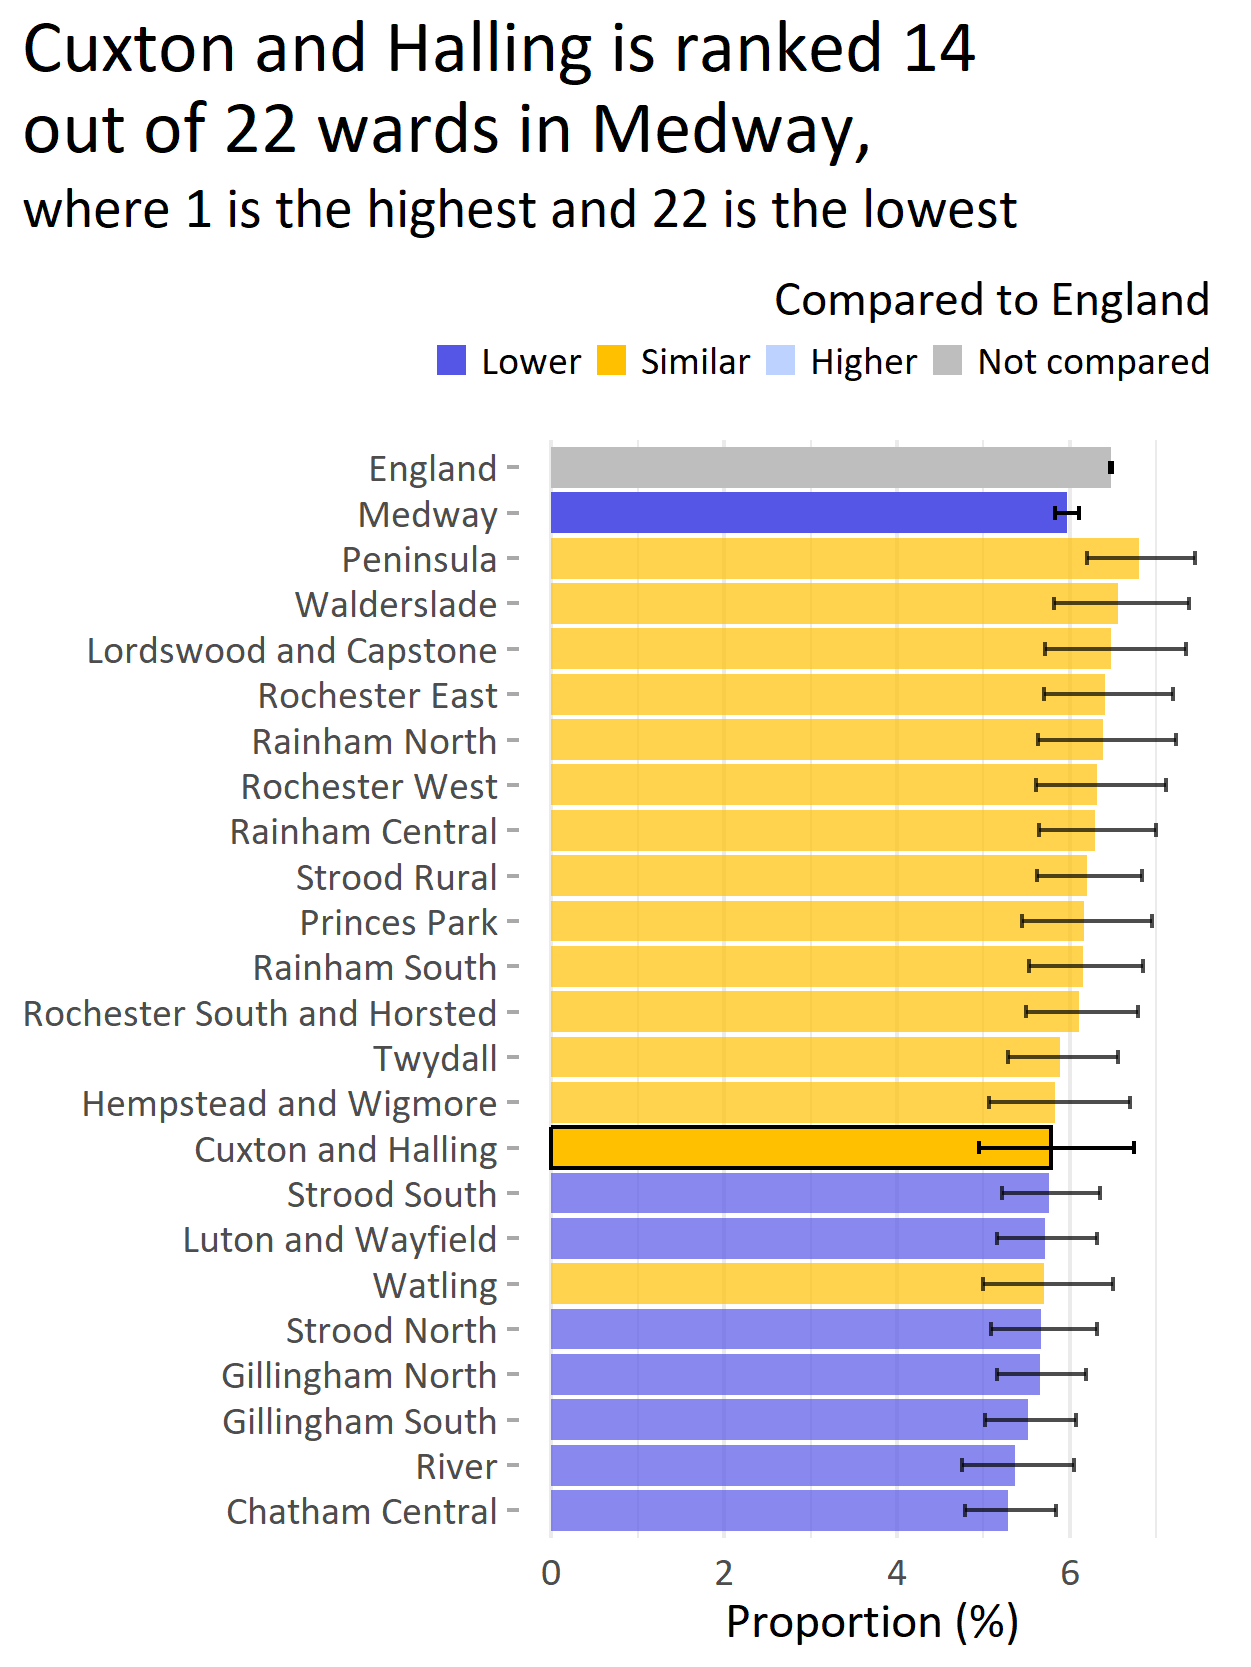 Cuxton and Halling is ranked 14
out of 22 wards in Medway,
where 1 is the highest and 22 is the lowest
Compared to England
Lower Similar Higher Not compared
England
Medway
Peninsula
Walderslade
Lordswood and Capstone
Rochester East
Rainham North
Rochester West
Rainham Central
Strood Rural
Princes Park
Rainham South
Rochester South and Horsted
Twydall
Hempstead and Wigmore
Cuxton and Halling
Strood South
Luton and Wayfield
Watling
Strood North
Gillingham North
Gillingham South
River
Chatham Central
0 2 4 6
Proportion (%)